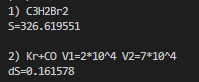 1) C3H2Br2
S=326.619551
2) Kr+CO V1=2*10^4 V2=7*10^4
dS=0.161578